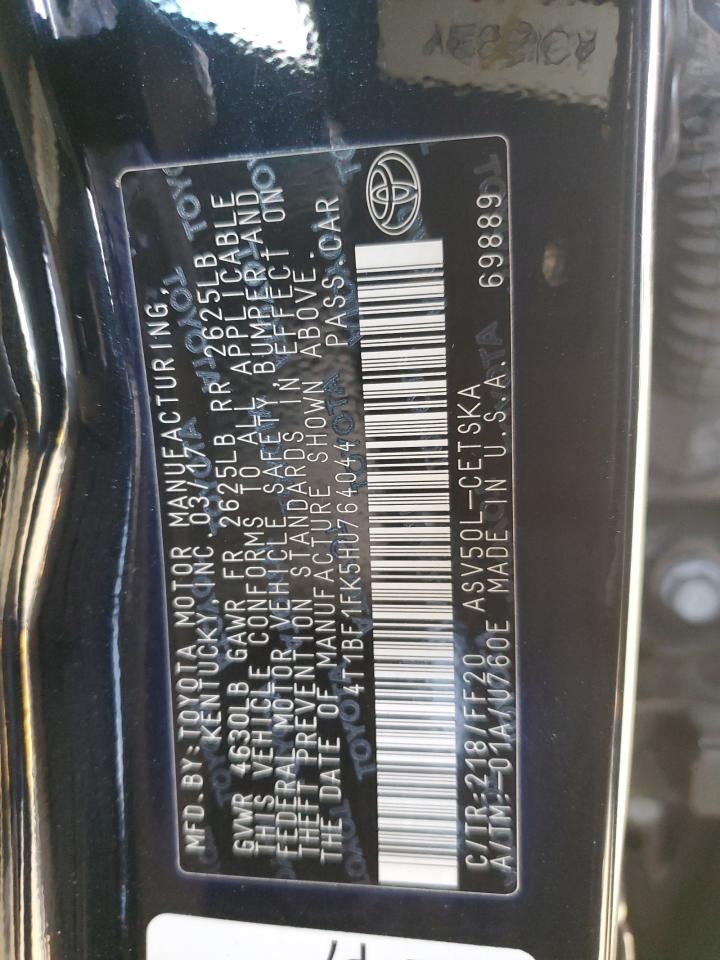 MFD.BY:TOYOTA MOTOR MANUFACTURING,
KENTUCKY,INC. 03/17
GVWR 4630LB GAWR FR 2625LB RR 2625LB
THIS VEHICLE CONFORMS TO ALL APPLICABLE
FEDERAL MOTOR VEHICLE SAFETY, BUMPER, AND
THEFT PREVENTION STANDARDS IN EFFECT ON
THE DATE OF MANUFACTURE SHOWN ABOVE.
4T1BF1FK5HU764044 PASS.CAR
C/TR:218/FF20 ASV50L-CETSKA
A/TM:-01A/U760E MADE IN U.S.A. 69889